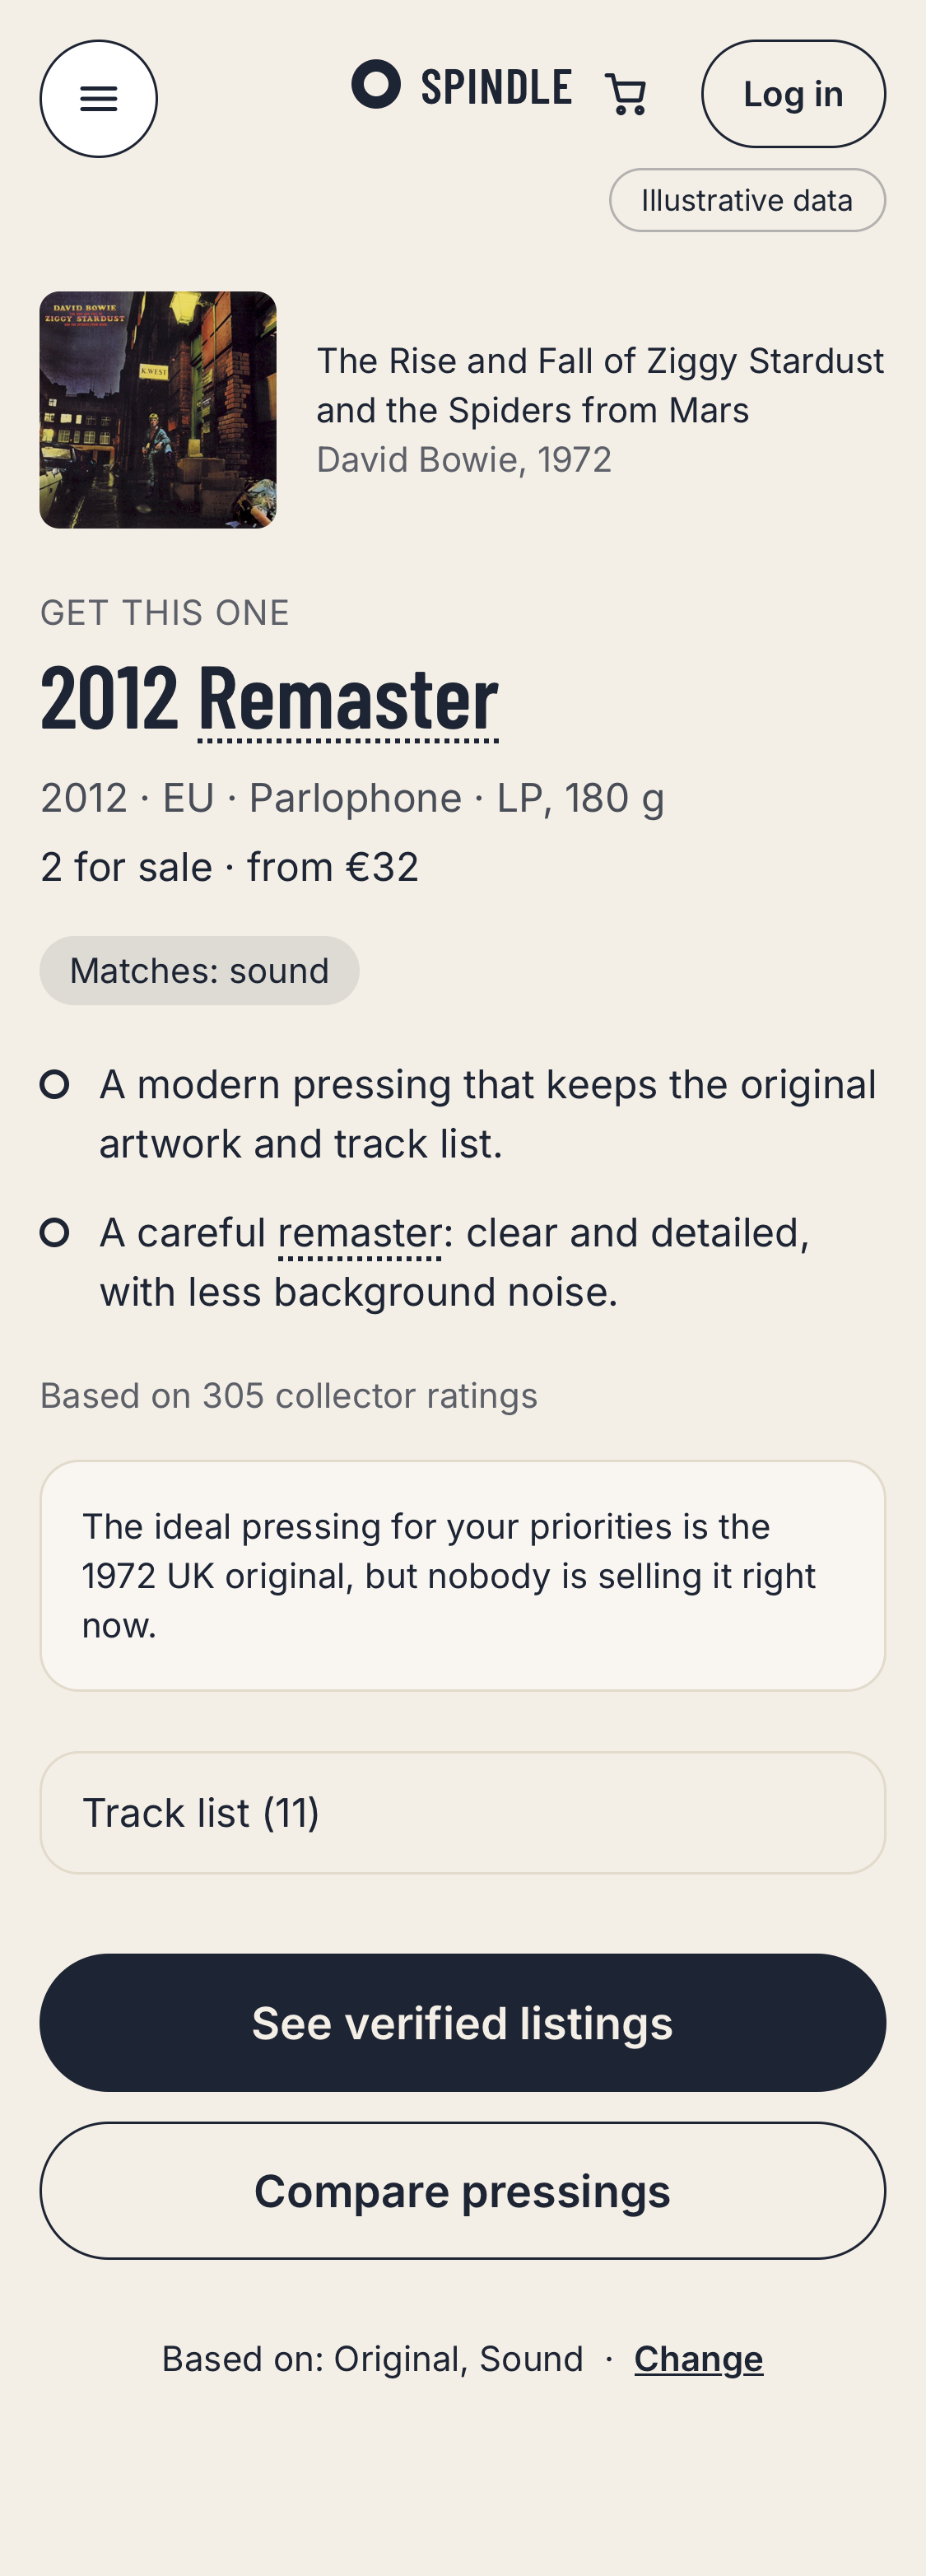 SPINDLE
Log in
Illustrative data
DAVID BOWIE
ZIGGY STARDUST
K.WEST
The Rise and Fall of Ziggy Stardust
and the Spiders from Mars
David Bowie, 1972
GET THIS ONE
2012 Remaster
2012 · EU · Parlophone · LP, 180 g
2 for sale · from €32
Matches: sound
A modern pressing that keeps the original
artwork and track list.
A careful remaster: clear and detailed,
with less background noise.
Based on 305 collector ratings
The ideal pressing for your priorities is the
1972 UK original, but nobody is selling it right
now.
Track list (11)
See verified listings
Compare pressings
Based on: Original, Sound · Change